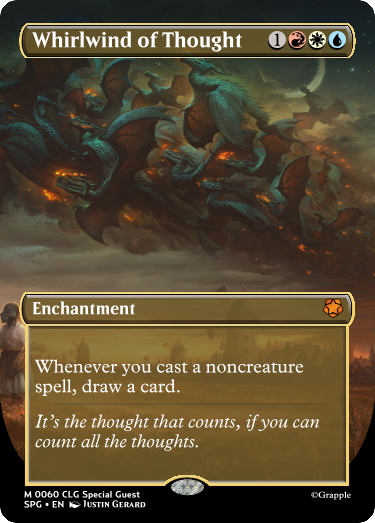 Whirlwind of Thought 1
Enchantment
Whenever you cast a noncreature
spell, draw a card.
It's the thought that counts, if you can
count all the thoughts.
M 0060 CLG Special Guest
SPG • EN Justin Gerard
©Grapple